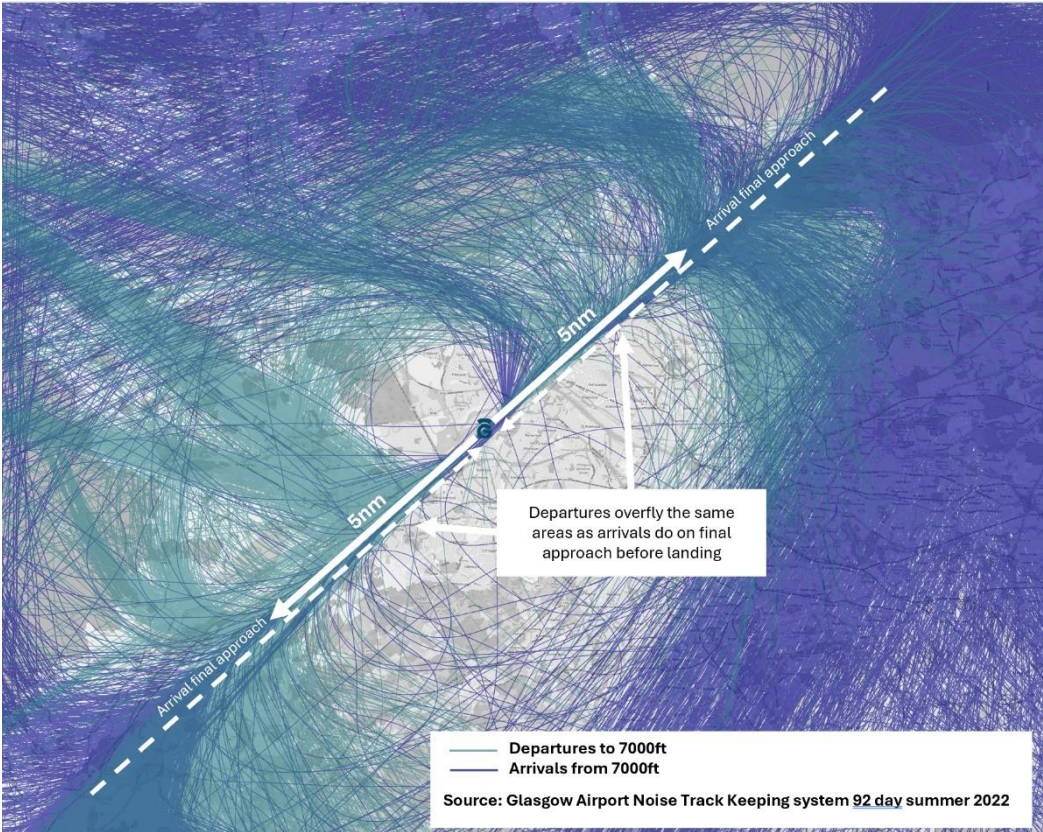 Arrival final approach
5nm
5nm
Departures overfly the same
areas as arrivals do on final
approach before landing
Arrival final approach
Departures to 7000ft
Arrivals from 7000ft
Source: Glasgow Airport Noise Track Keeping system 92 day summer 2022